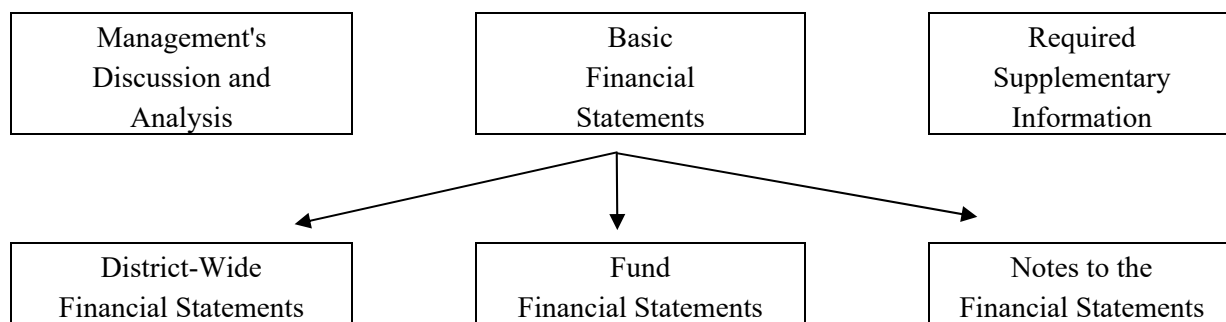 Management's
Discussion and
Analysis
Basic
Financial
Statements
Required
Supplementary
Information
District-Wide
Financial Statements
Fund
Financial Statements
Notes to the
Financial Statements